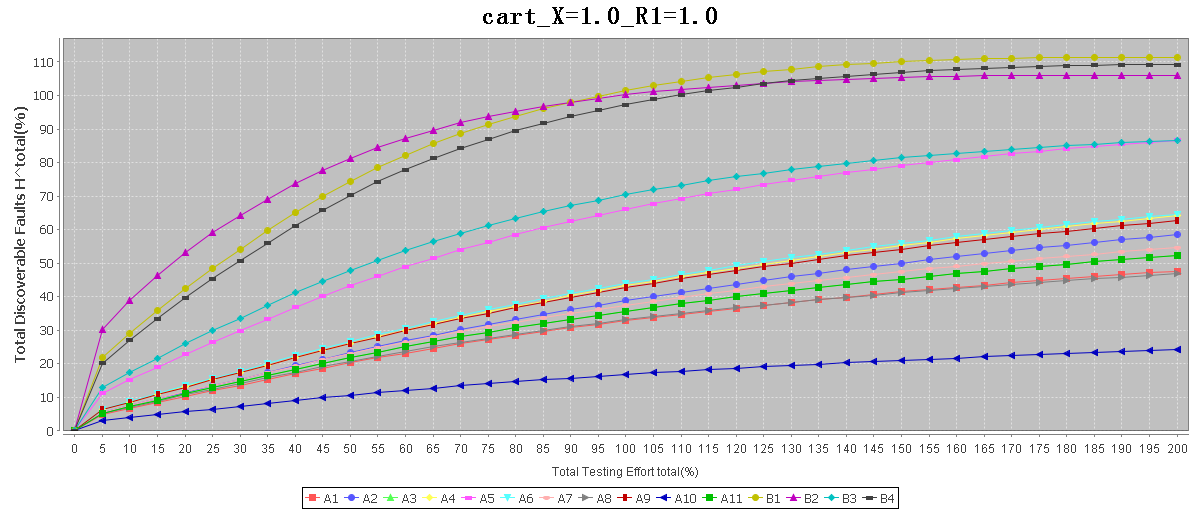 cart_X=1.0_R1=1.0
Total Discoverable Faults H^total(%)
110
100
90
80
70
60
50
40
30
20
10
0
0 5 10 15 20 25 30 35 40 45 50 55 60 65 70 75 80 85 90 95 100 105 110 115 120 125 130 135 140 145 150 155 160 165 170 175 180 185 190 195 200
Total Testing Effort total(%)
A1 A2 A3 A4 A5 A6 A7 A8 A9 A10 A11 B1 B2 B3 B4